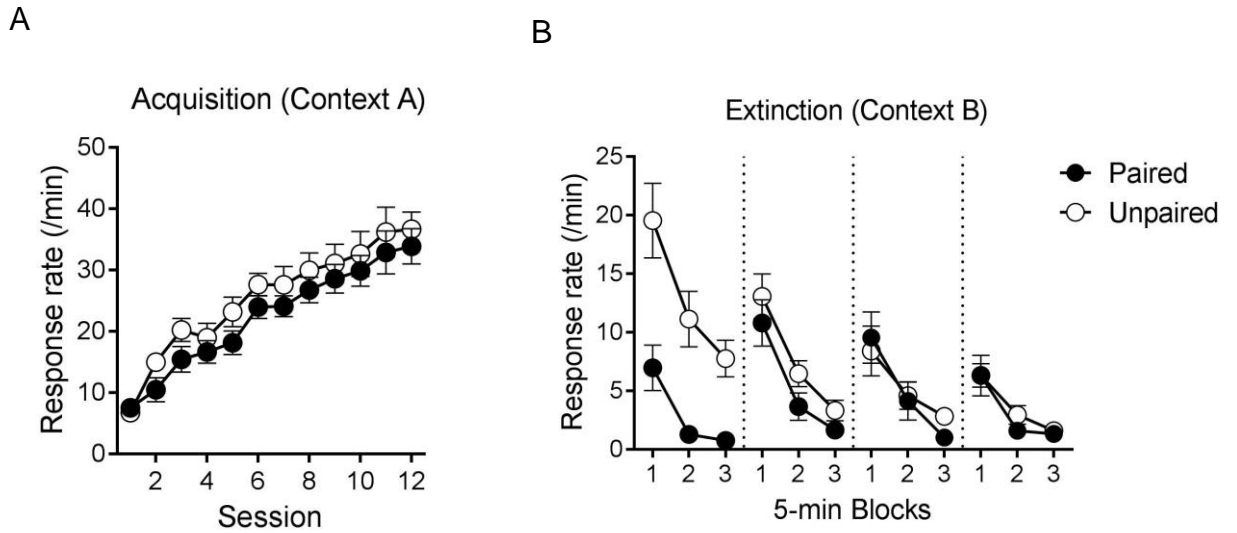 A
B
Acquisition (Context A)
Response rate (/min)
50
40
30
20
10
0
2 4 6 8 10 12
Session
Extinction (Context B)
Response rate (/min)
25
20
15
10
5
0
1 2 3 1 2 3 1 2 3 1 2 3
5-min Blocks
Paired
Unpaired